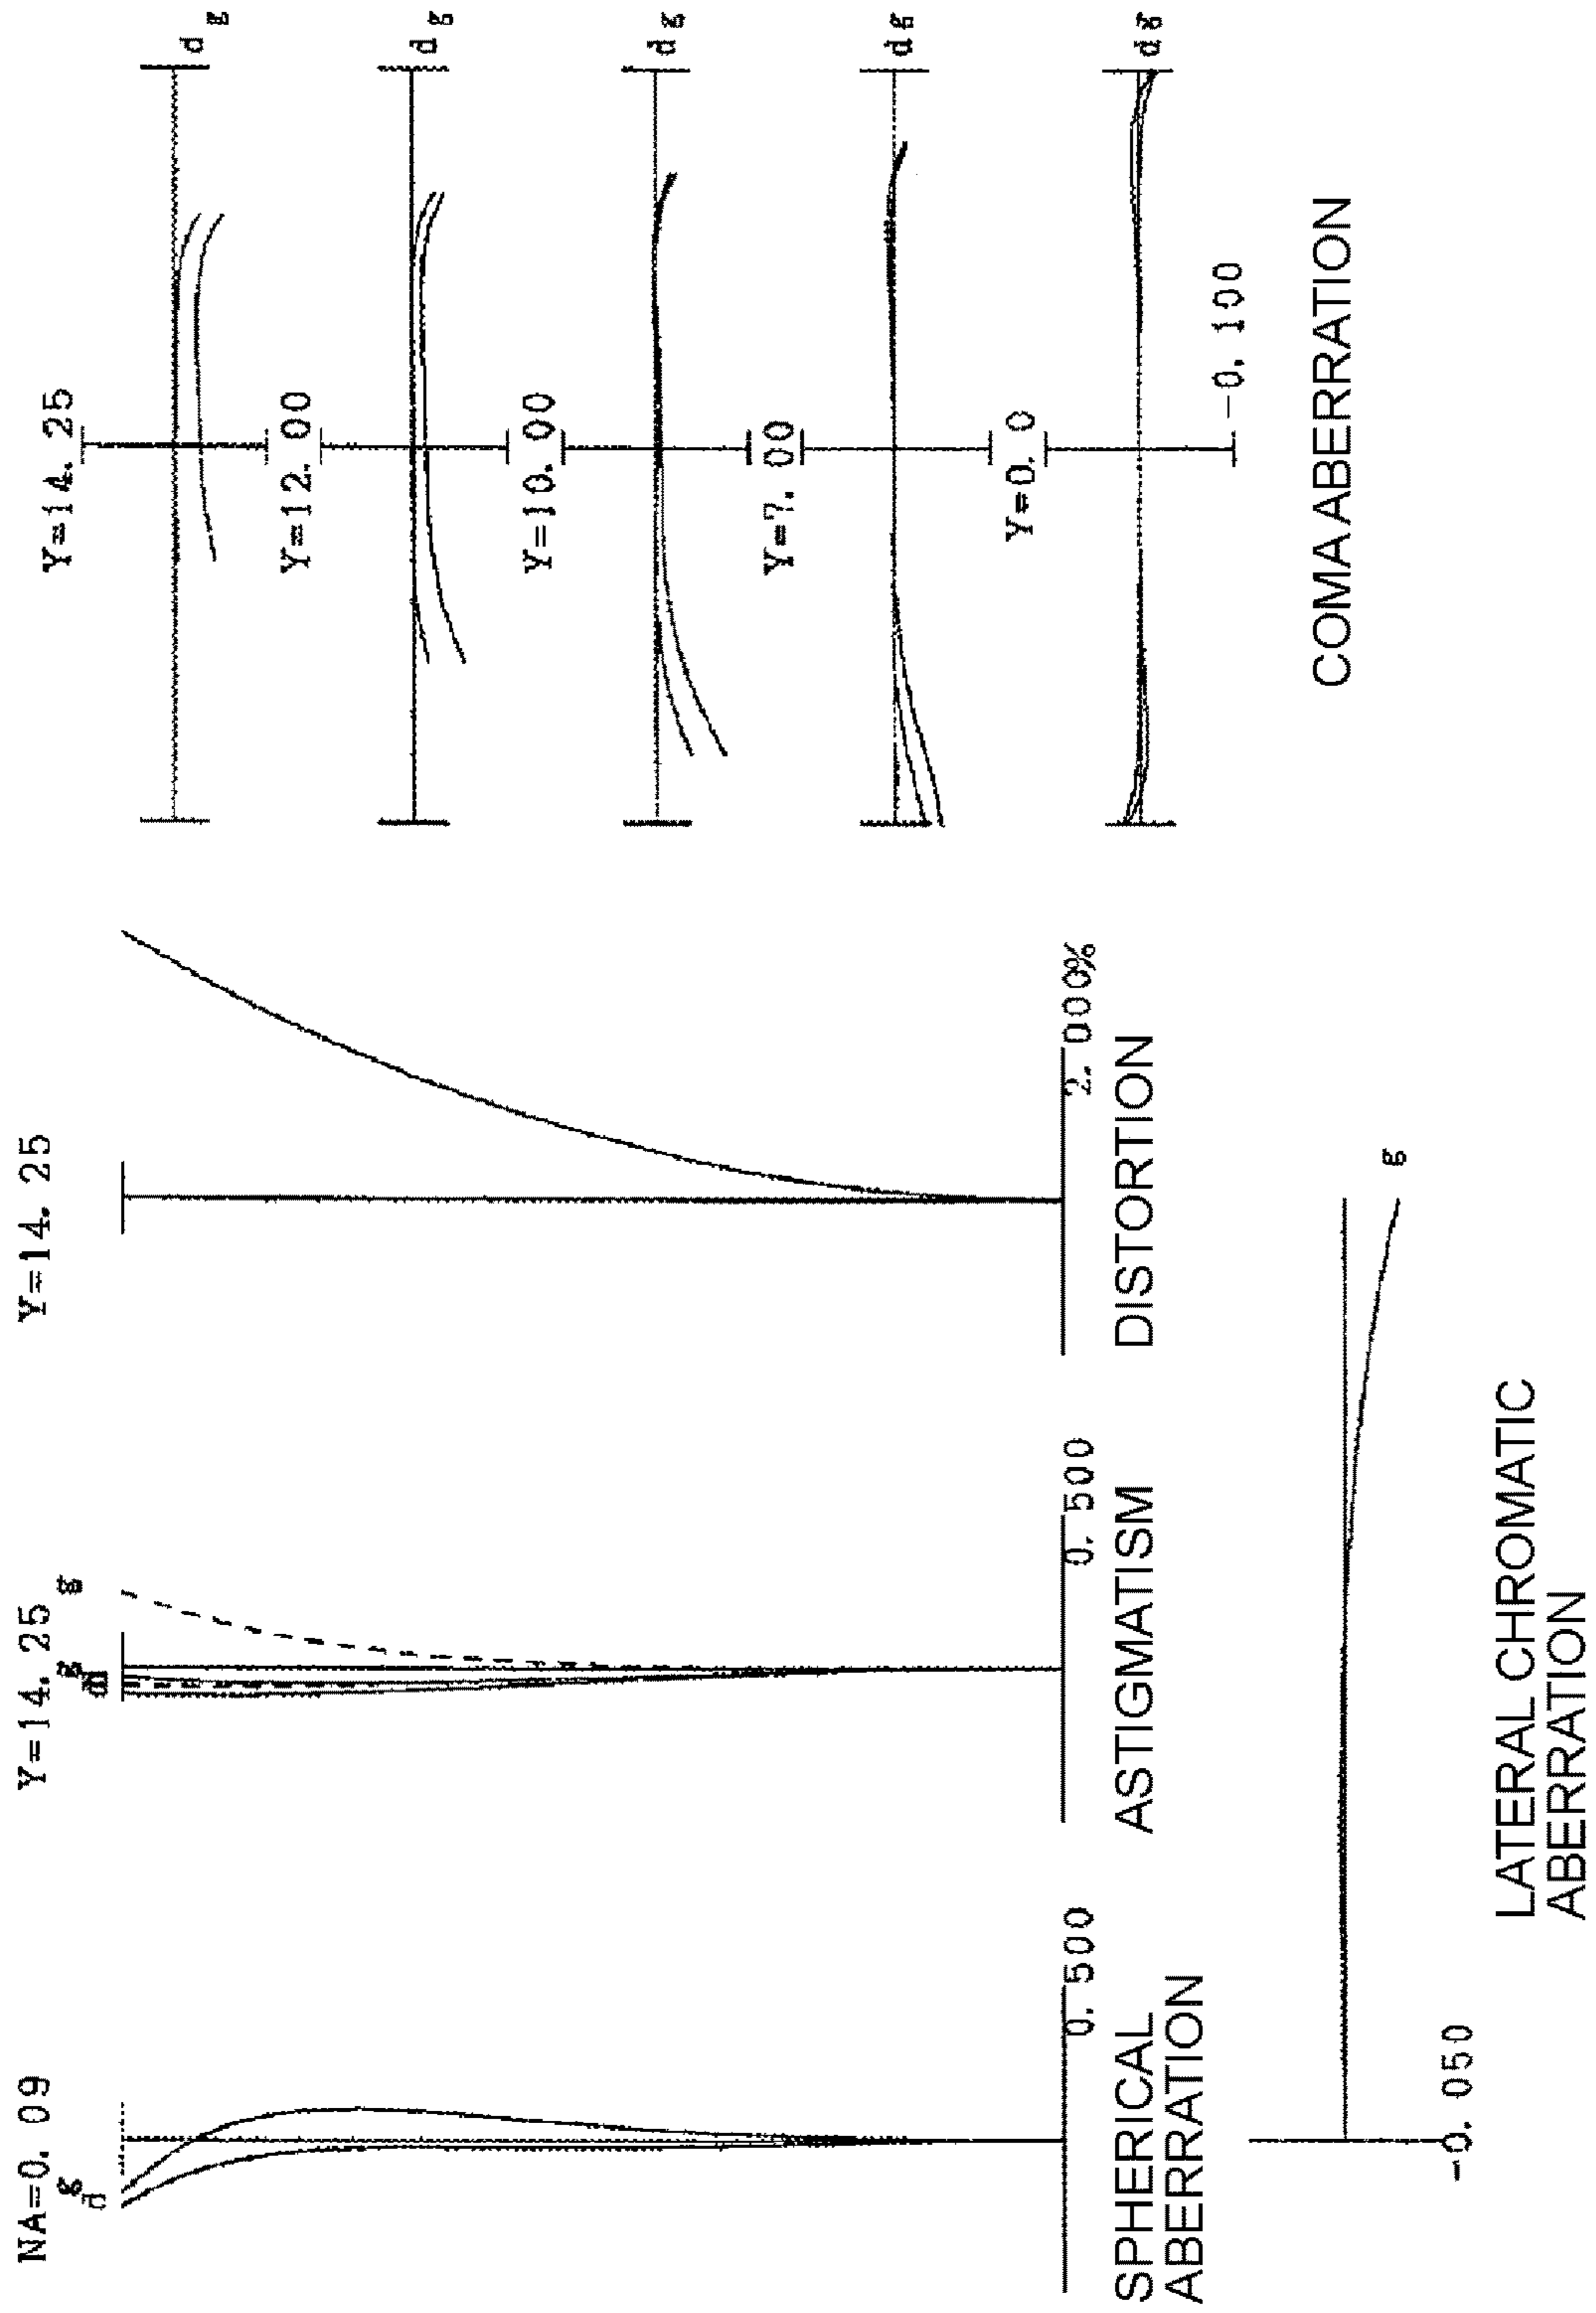 NA=0.09
g
d
0.500
SPHERICAL
ABERRATION
Y=14.25
g
g
0.500
ASTIGMATISM
Y=14.25
2.00%
DISTORTION
Y=14.25
d
g
Y=12.00
d
g
Y=10.00
d
g
Y=7.00
d
g
Y=0.0
d
g
-0.100
COMA ABERRATION
g
-0.050
LATERAL CHROMATIC
ABERRATION